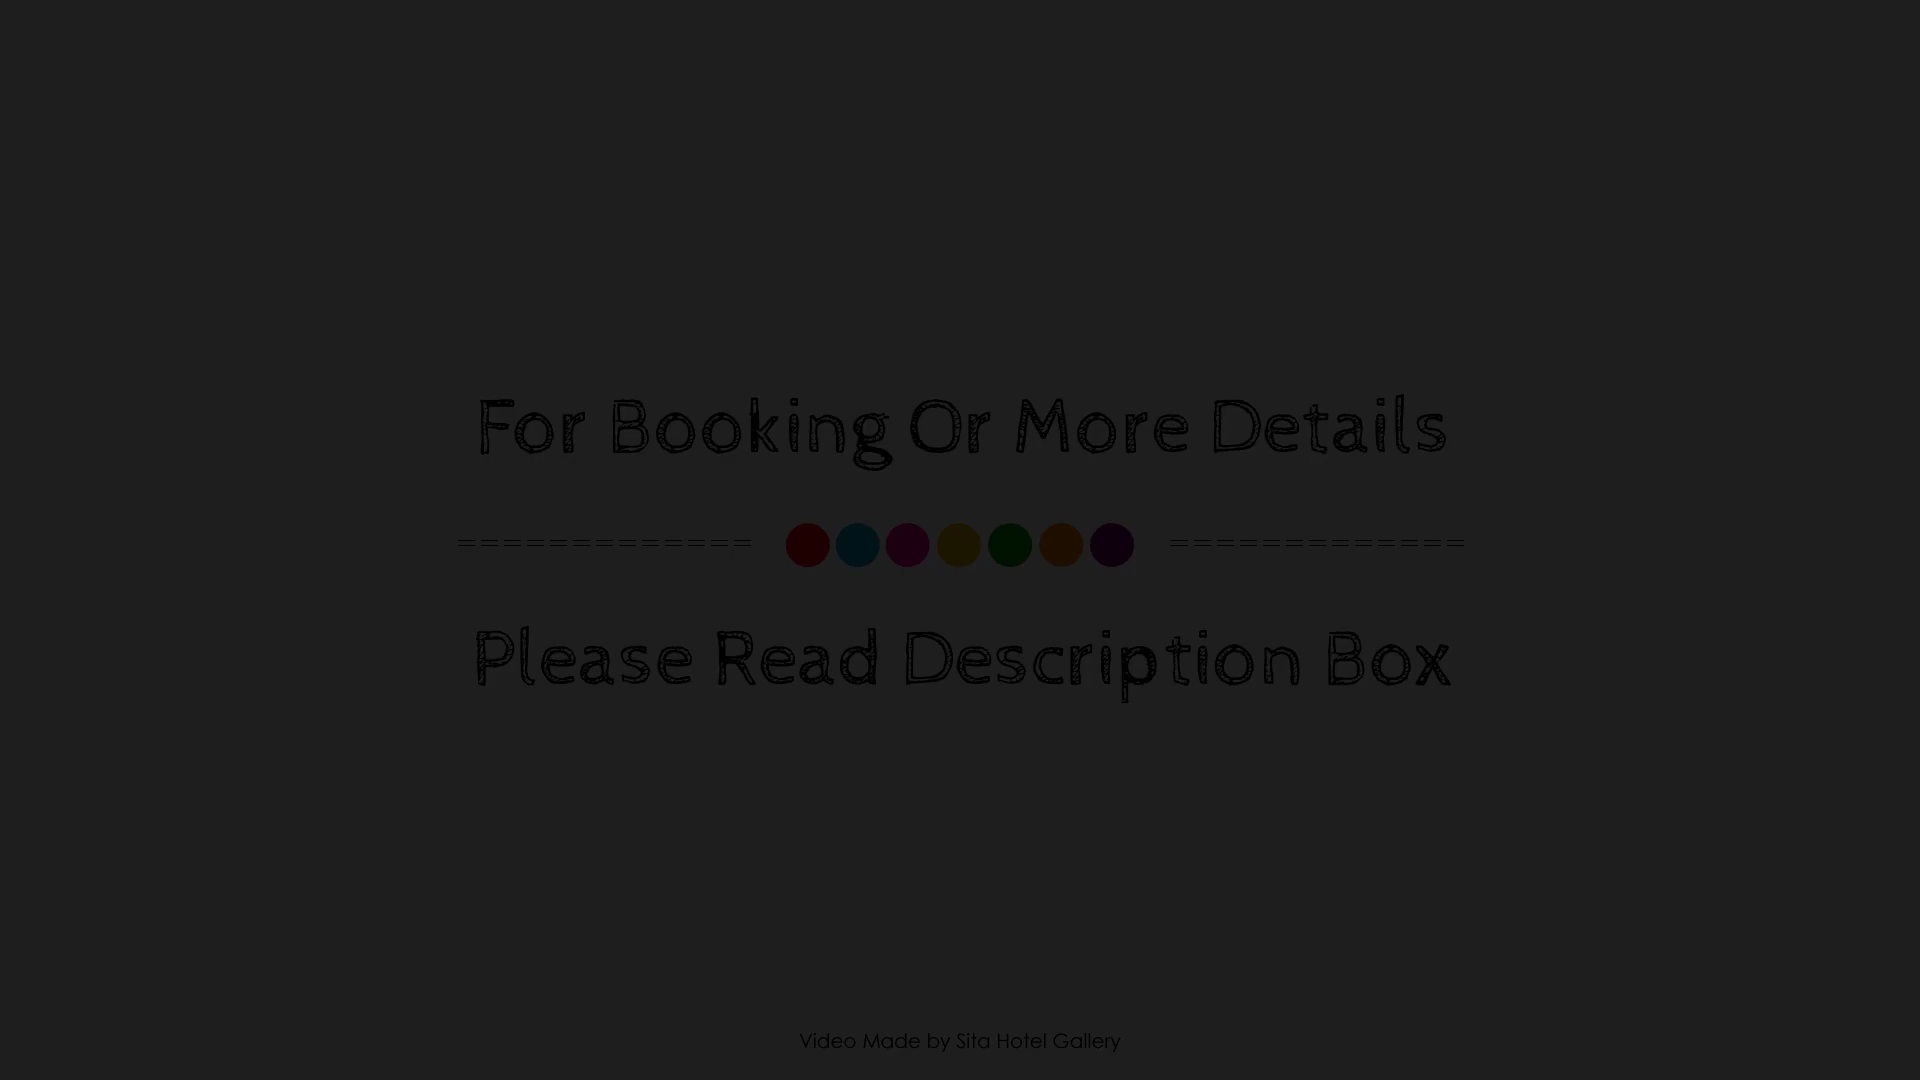 For Booking Or More Details
============= =============
Please Read Description Box
Video Made by Sita Hotel Gallery